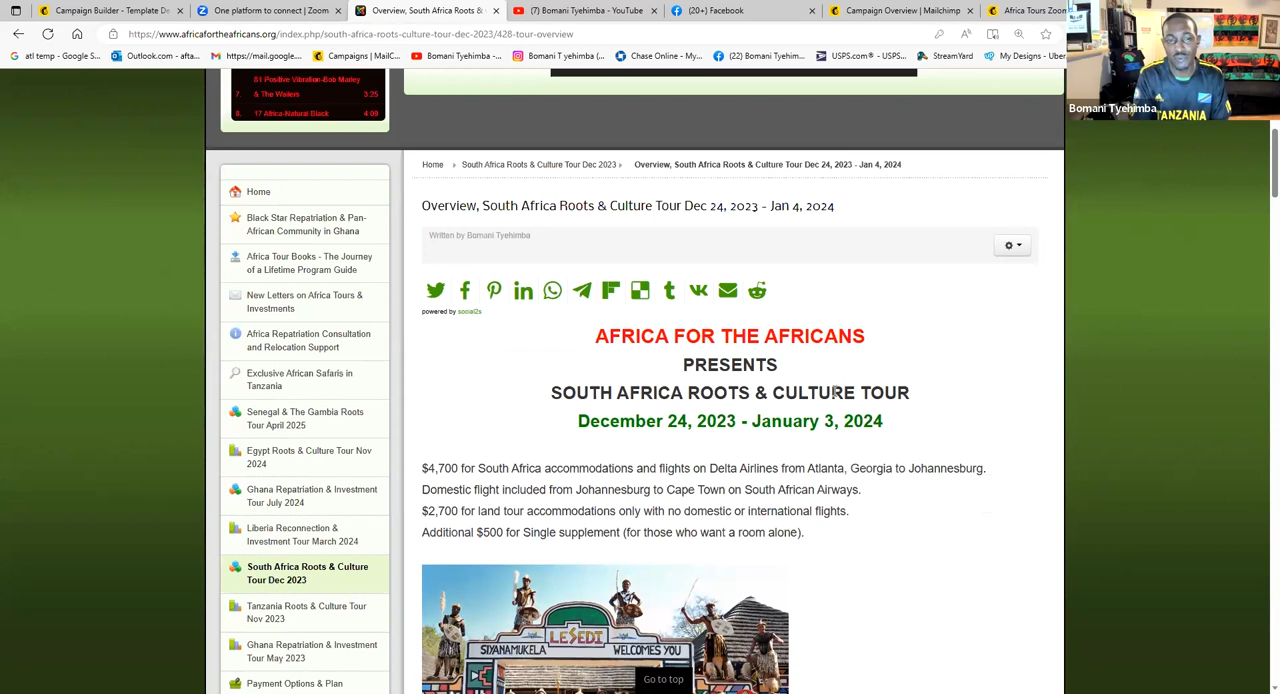 Campaign Builder - Template De
One platform to connect | Zoom
Overview, South Africa Roots &
(7) Bomani Tyehimba - YouTube
(20+) Facebook
Campaign Overview | Mailchimp
Africa Tours Zoom
https://www.africafortheafricans.org/index.php/south-africa-roots-culture-tour-dec-2023/428-tour-overview
atl temp - Google S...
Outlook.com - afta...
https://mail.google...
Campaigns | MailC...
Bomani Tyehimba -...
Bomani T yehimba (...
Chase Online - My...
(22) Bomani Tyehi...
USPS.com® - USPS...
StreamYard
My Designs - Uber
Bomani Tyehimba
TANZANIA
81 Positive Vibration-Bob Marley
7. & The Wailers 3:25
8. 17 Africa-Natural Black 4:09
Home
Black Star Repatriation & Pan-
African Community in Ghana
Africa Tour Books - The Journey
of a Lifetime Program Guide
New Letters on Africa Tours &
Investments
Africa Repatriation Consultation
and Relocation Support
Exclusive African Safaris in
Tanzania
Senegal & The Gambia Roots
Tour April 2025
Egypt Roots & Culture Tour Nov
2024
Ghana Repatriation & Investment
Tour July 2024
Liberia Reconnection &
Investment Tour March 2024
South Africa Roots & Culture
Tour Dec 2023
Tanzania Roots & Culture Tour
Nov 2023
Ghana Repatriation & Investment
Tour May 2023
Payment Options & Plan
Home South Africa Roots & Culture Tour Dec 2023 Overview, South Africa Roots & Culture Tour Dec 24, 2023 - Jan 4, 2024
Overview, South Africa Roots & Culture Tour Dec 24, 2023 - Jan 4, 2024
Written by Bomani Tyehimba
powered by social2s
AFRICA FOR THE AFRICANS
PRESENTS
SOUTH AFRICA ROOTS & CULTURE TOUR
December 24, 2023 - January 3, 2024
$4,700 for South Africa accommodations and flights on Delta Airlines from Atlanta, Georgia to Johannesburg.
Domestic flight included from Johannesburg to Cape Town on South African Airways.
$2,700 for land tour accommodations only with no domestic or international flights.
Additional $500 for Single supplement (for those who want a room alone).
LESEDI
SIYANAMUKELA WELCOMES YOU
Go to top